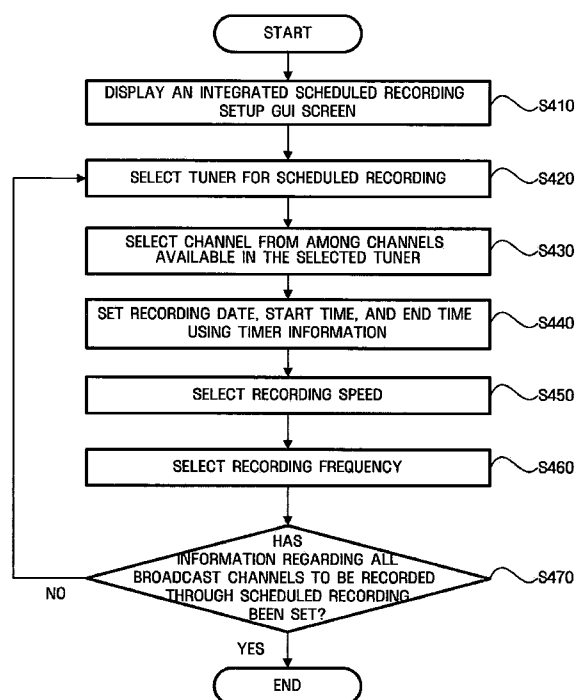 START
DISPLAY AN INTEGRATED SCHEDULED RECORDING
SETUP GUI SCREEN
S410
SELECT TUNER FOR SCHEDULED RECORDING
S420
SELECT CHANNEL FROM AMONG CHANNELS
AVAILABLE IN THE SELECTED TUNER
S430
SET RECORDING DATE, START TIME, AND END TIME
USING TIMER INFORMATION
S440
SELECT RECORDING SPEED
S450
SELECT RECORDING FREQUENCY
S460
HAS
INFORMATION REGARDING ALL
BROADCAST CHANNELS TO BE RECORDED
THROUGH SCHEDULED RECORDING
BEEN SET?
S470
NO
YES
END